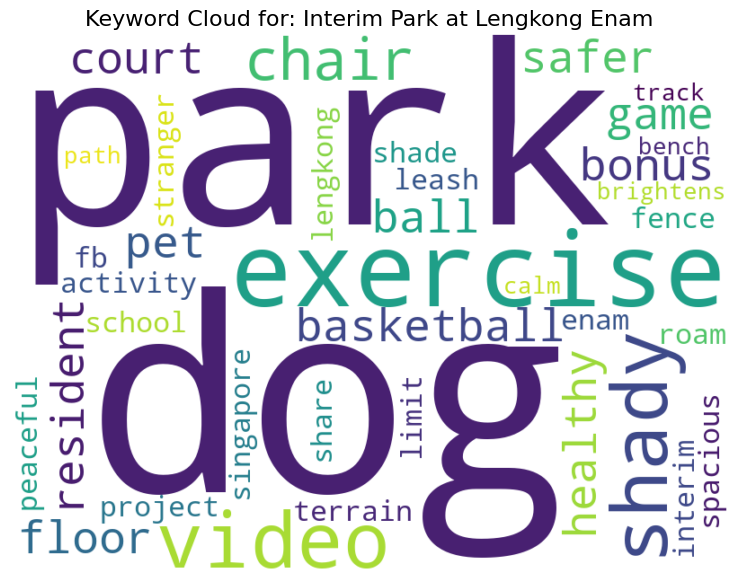 Keyword Cloud for: Interim Park at Lengkong Enam
court
chair
safer
park
track
game
path
stranger
lengkong
shade
bench
bonus
leash
brightens
ball
fence
pet
fb
exercise
activity
calm
school
basketball
enam
roam
resident
dog
shady
singapore
share
limit
healthy
peaceful
spacious
interim
project
terrain
floor
video